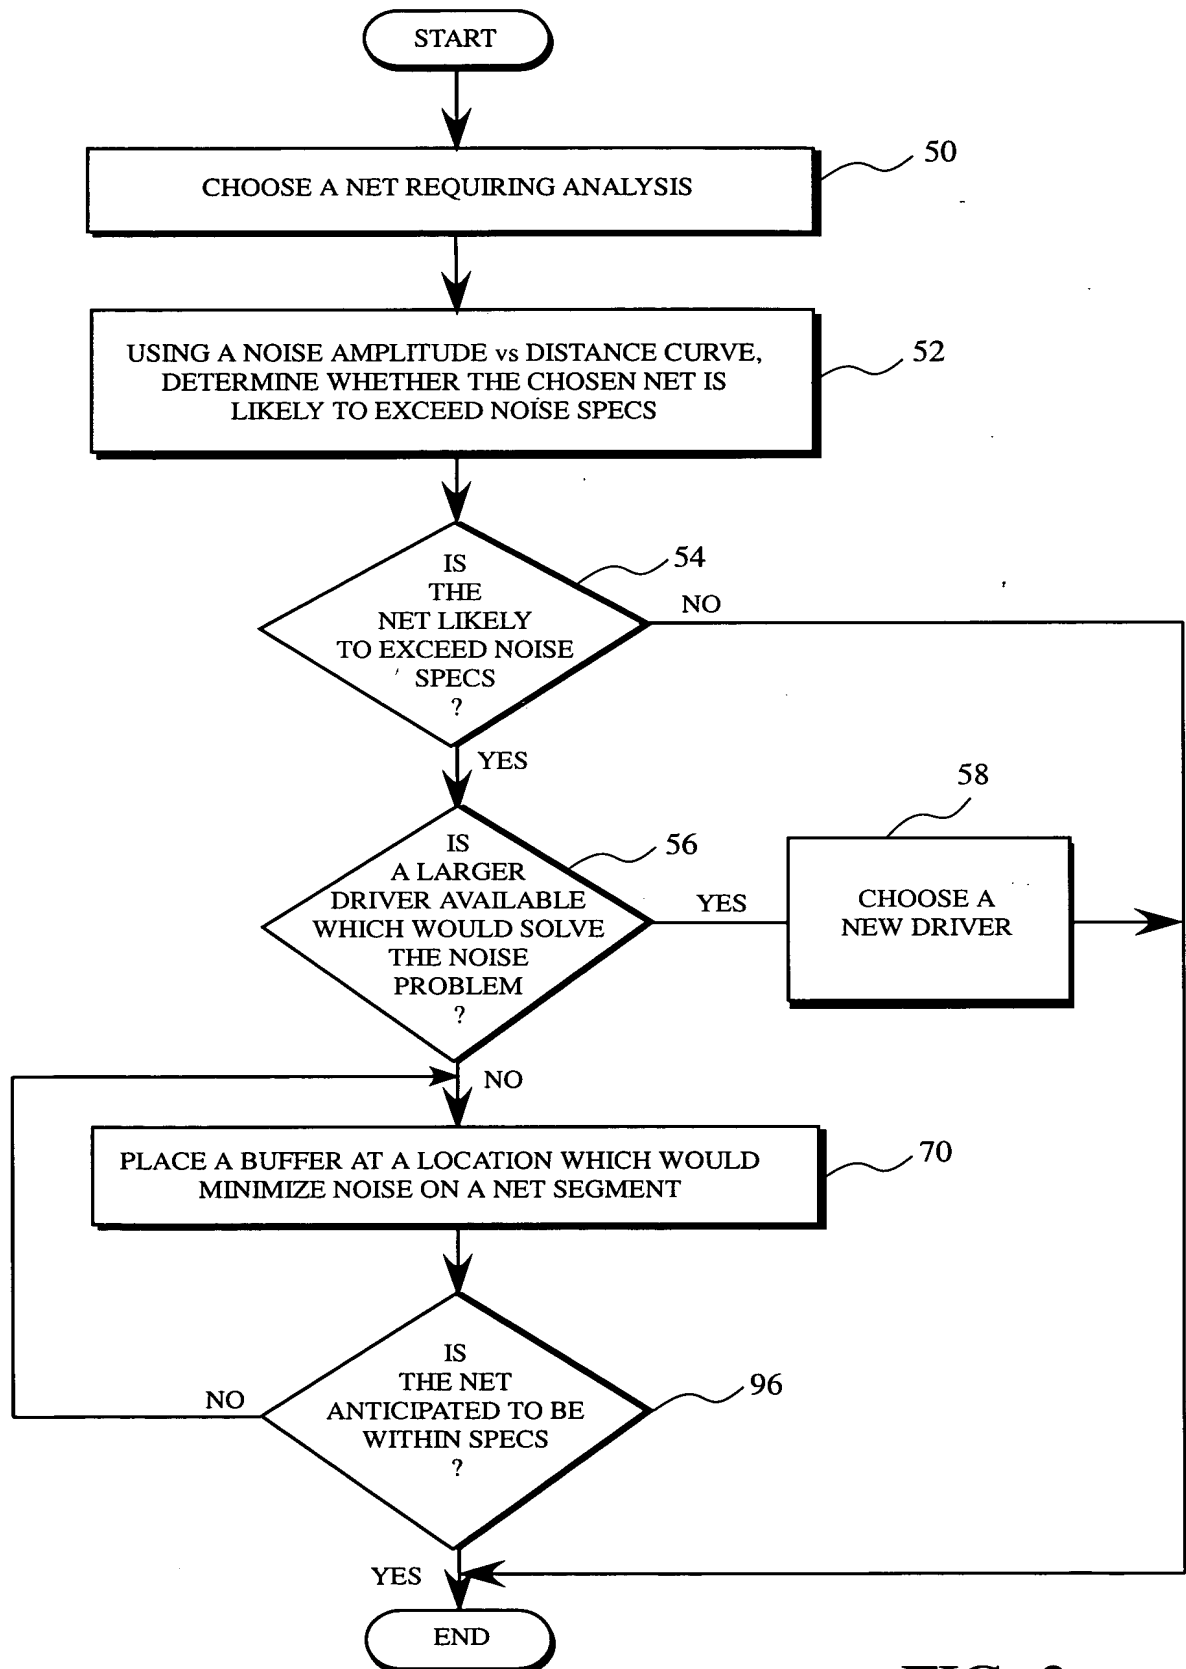 START
50
CHOOSE A NET REQUIRING ANALYSIS
52
USING A NOISE AMPLITUDE vs DISTANCE CURVE,
DETERMINE WHETHER THE CHOSEN NET IS
LIKELY TO EXCEED NOISE SPECS
54
IS
THE
NET LIKELY
TO EXCEED NOISE
SPECS
?
NO
YES
58
56
IS
A LARGER
DRIVER AVAILABLE
WHICH WOULD SOLVE
THE NOISE
PROBLEM
?
YES
CHOOSE A
NEW DRIVER
NO
70
PLACE A BUFFER AT A LOCATION WHICH WOULD
MINIMIZE NOISE ON A NET SEGMENT
96
IS
THE NET
ANTICIPATED TO BE
WITHIN SPECS
?
NO
YES
END